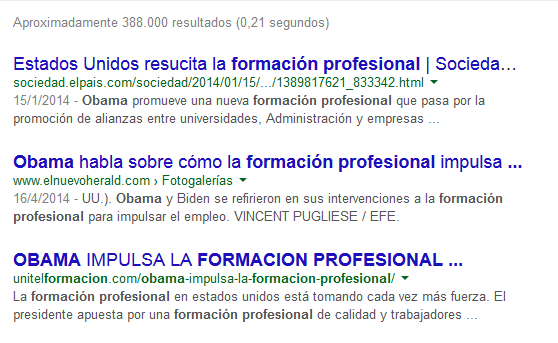 Aproximadamente 388.000 resultados (0,21 segundos)
Estados Unidos resucita la formación profesional | Socieda...
sociedad.elpais.com/sociedad/2014/01/15/.../1389817621_833342.html
15/1/2014 - Obama promueve una nueva formación profesional que pasa por la
promoción de alianzas entre universidades, Administración y empresas ...
Obama habla sobre cómo la formación profesional impulsa ...
www.elnuevoherald.com › Fotogalerías
16/4/2014 - UU.). Obama y Biden se refirieron en sus intervenciones a la formación
profesional para impulsar el empleo. VINCENT PUGLIESE / EFE.
OBAMA IMPULSA LA FORMACION PROFESIONAL ...
unitelformacion.com/obama-impulsa-la-formacion-profesional/
La formación profesional en estados unidos está tomando cada vez más fuerza. El
presidente apuesta por una formación profesional de calidad y trabajadores ...